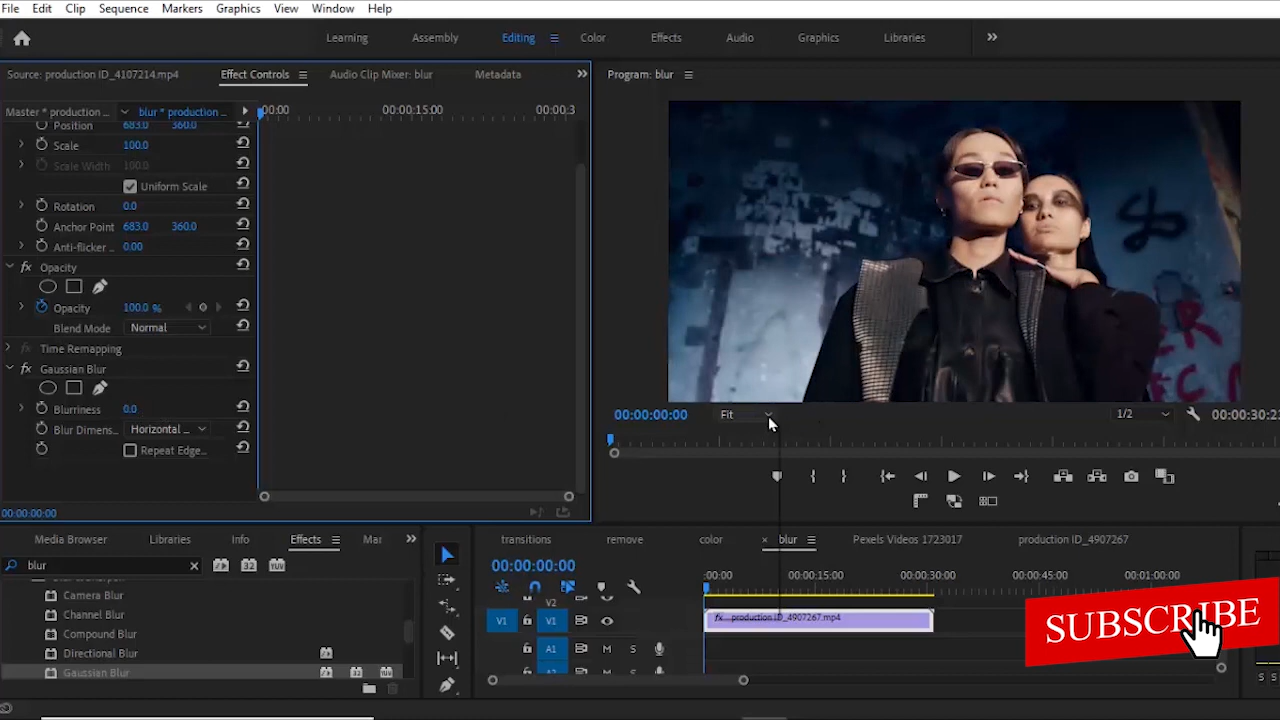 File Edit Clip Sequence Markers Graphics View Window Help
Learning Assembly Editing Color Effects Audio Graphics Libraries
Source: production ID_4107214.mp4 Effect Controls Audio Clip Mixer: blur Metadata
Program: blur
Master * production ... blur * production ...
:00:00 00:00:15:00 00:00:3
Position 683.0 360.0
Scale 100.0
Scale Width 100.0
Uniform Scale
Rotation 0.0
Anchor Point 683.0 360.0
Anti-flicker ... 0.00
fx Opacity
Opacity 100.0 %
Blend Mode Normal
fx Time Remapping
fx Gaussian Blur
Blurriness 0.0
Blur Dimens... Horizontal ...
Repeat Edge...
00:00:00:00
00:00:00:00 Fit 1/2 00:00:30:23
Media Browser Libraries Info Effects Mar
blur
Camera Blur
Channel Blur
Compound Blur
Directional Blur
Gaussian Blur
transitions remove color × blur Pexels Videos 1723017 production ID_4907267
00:00:00:00
:00:00 00:00:15:00 00:00:30:00 00:00:45:00 00:01:00:00
V2
V1 V1 fx production ID_4907267.mp4
A1 M S
SUBSCRIBE
S S